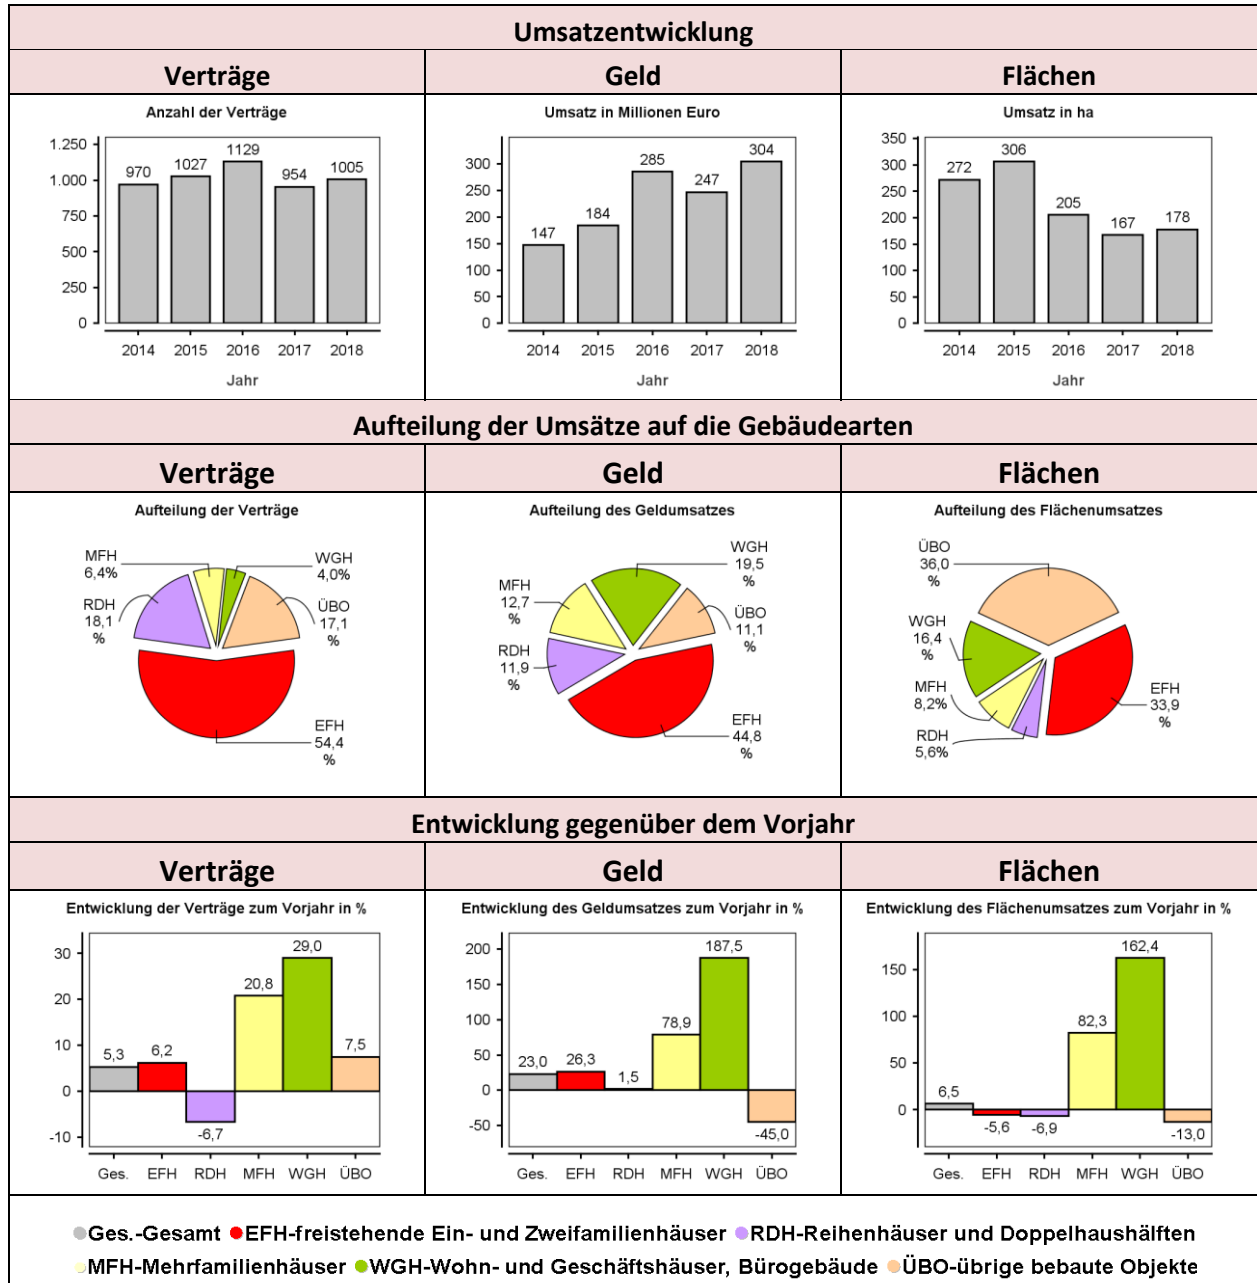 Umsatzentwicklung
Verträge
Geld
Flächen
Anzahl der Verträge
1.250
1.000
750
500
250
0
970
1027
1129
954
1005
2014 2015 2016 2017 2018
Jahr
Umsatz in Millionen Euro
300
250
200
150
100
50
0
147
184
285
247
304
2014 2015 2016 2017 2018
Jahr
Umsatz in ha
350
300
250
200
150
100
50
0
272
306
205
167
178
2014 2015 2016 2017 2018
Jahr
Aufteilung der Umsätze auf die Gebäudearten
Verträge
Geld
Flächen
Aufteilung der Verträge
MFH
6,4%
WGH
4,0%
RDH
18,1
%
ÜBO
17,1
%
EFH
54,4
%
Aufteilung des Geldumsatzes
WGH
19,5
%
MFH
12,7
%
ÜBO
11,1
%
RDH
11,9
%
EFH
44,8
%
Aufteilung des Flächenumsatzes
ÜBO
36,0
%
WGH
16,4
%
MFH
8,2%
EFH
33,9
%
RDH
5,6%
Entwicklung gegenüber dem Vorjahr
Verträge
Geld
Flächen
Entwicklung der Verträge zum Vorjahr in %
30
20
10
0
-10
5,3
6,2
-6,7
20,8
29,0
7,5
Ges. EFH RDH MFH WGH ÜBO
Entwicklung des Geldumsatzes zum Vorjahr in %
200
150
100
50
0
-50
23,0
26,3
1,5
78,9
187,5
-45,0
Ges. EFH RDH MFH WGH ÜBO
Entwicklung des Flächenumsatzes zum Vorjahr in %
150
100
50
0
6,5
-5,6
-6,9
82,3
162,4
-13,0
Ges. EFH RDH MFH WGH ÜBO
Ges.-Gesamt EFH-freistehende Ein- und Zweifamilienhäuser RDH-Reihenhäuser und Doppelhaushälften
MFH-Mehrfamilienhäuser WGH-Wohn- und Geschäftshäuser, Bürogebäude ÜBO-übrige bebaute Objekte